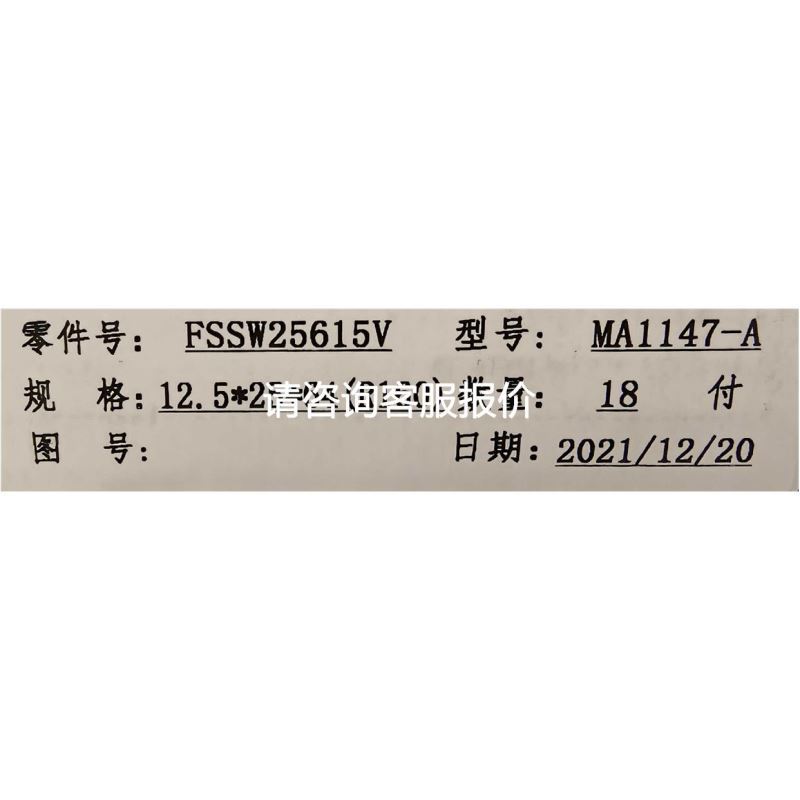 零件号: FSSW25615V 型号: MA1147-A
规 格: 12.5*2
请咨询客服报价
18 付
图 号: 日期: 2021/12/20